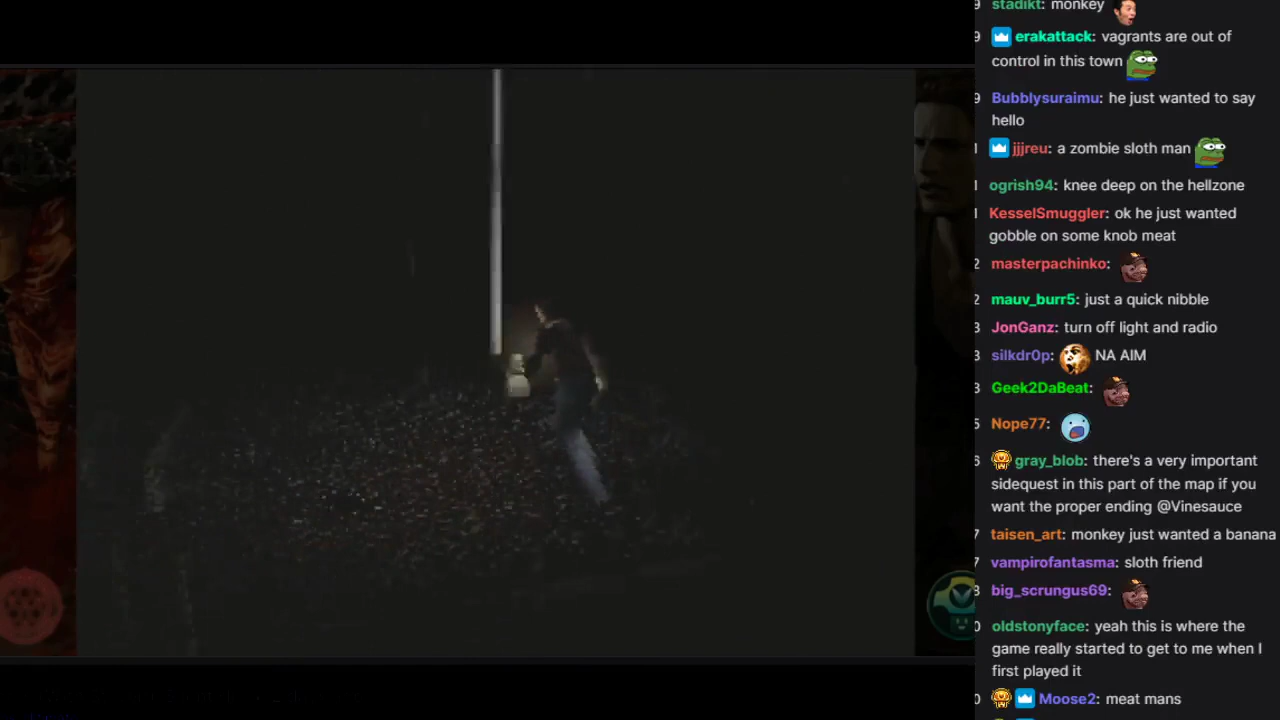 stadikt: monkey
erakattack: vagrants are out of
control in this town
Bubblysuraimu: he just wanted to say
hello
jjjreu: a zombie sloth man
ogrish94: knee deep on the hellzone
KesselSmuggler: ok he just wanted
gobble on some knob meat
masterpachinko:
mauv_burr5: just a quick nibble
JonGanz: turn off light and radio
silkdr0p: NA AIM
Geek2DaBeat:
Nope77:
gray_blob: there's a very important
sidequest in this part of the map if you
want the proper ending @Vinesauce
taisen_art: monkey just wanted a banana
vampirofantasma: sloth friend
big_scrungus69:
oldstonyface: yeah this is where the
game really started to get to me when I
first played it
Moose2: meat mans